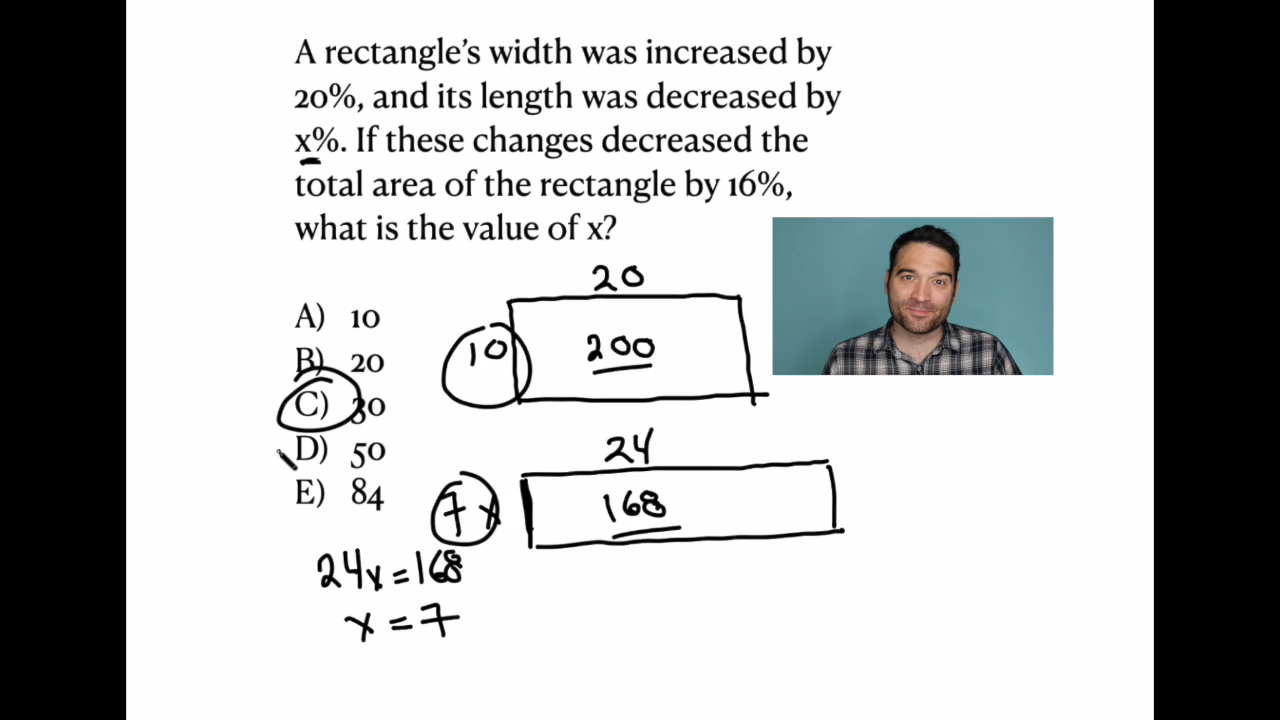 A rectangle's width was increased by
20%, and its length was decreased by
x%. If these changes decreased the
total area of the rectangle by 16%,
what is the value of x?
20
A) 10
10
200
B) 20
C) 30
24
D) 50
E) 84
7 x
168
24x = 168
x = 7